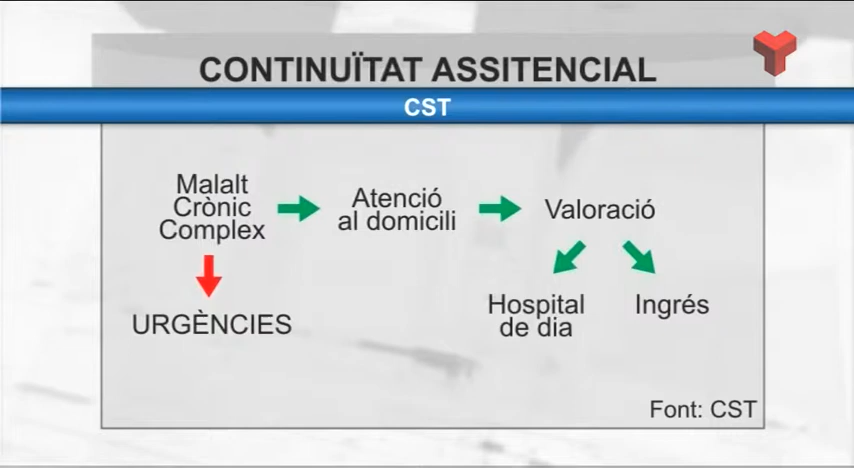 CONTINUÏTAT ASSITENCIAL
CST
Malalt
Crònic
Complex
Atenció
al domicili
Valoració
URGÈNCIES
Hospital
de dia
Ingrés
Font: CST